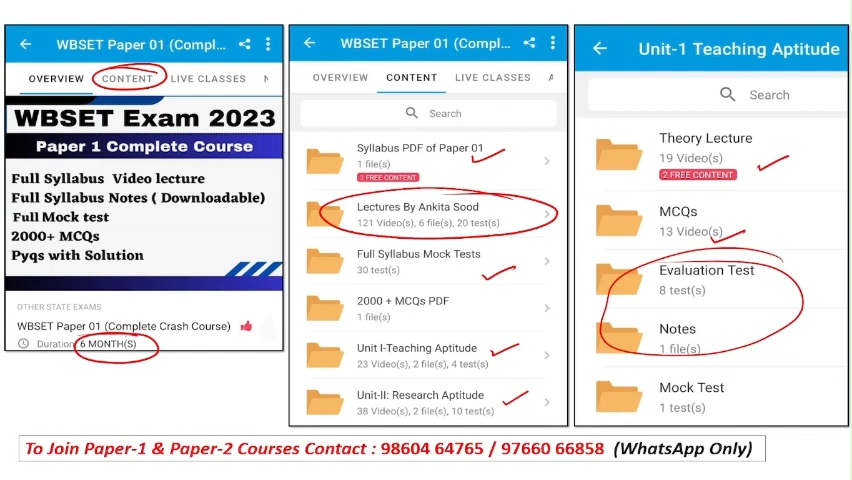 WBSET Paper 01 (Compl...
OVERVIEW CONTENT LIVE CLASSES N
WBSET Exam 2023
Paper 1 Complete Course
Full Syllabus Video lecture
Full Syllabus Notes ( Downloadable)
Full Mock test
2000+ MCQs
Pyqs with Solution
OTHER STATE EXAMS
WBSET Paper 01 (Complete Crash Course)
Duration 6 MONTH(S)
WBSET Paper 01 (Compl...
OVERVIEW CONTENT LIVE CLASSES A
Search
Syllabus PDF of Paper 01
1 file(s)
1 FREE CONTENT
Lectures By Ankita Sood
121 Video(s), 6 file(s), 20 test(s)
Full Syllabus Mock Tests
30 test(s)
2000 + MCQs PDF
1 file(s)
Unit I-Teaching Aptitude
23 Video(s), 2 file(s), 4 test(s)
Unit-II: Research Aptitude
38 Video(s), 2 file(s), 10 test(s)
Unit-1 Teaching Aptitude
Search
Theory Lecture
19 Video(s)
2 FREE CONTENT
MCQs
13 Video(s)
Evaluation Test
8 test(s)
Notes
1 file(s)
Mock Test
1 test(s)
To Join Paper-1 & Paper-2 Courses Contact : 98604 64765 / 97660 66858 (WhatsApp Only)